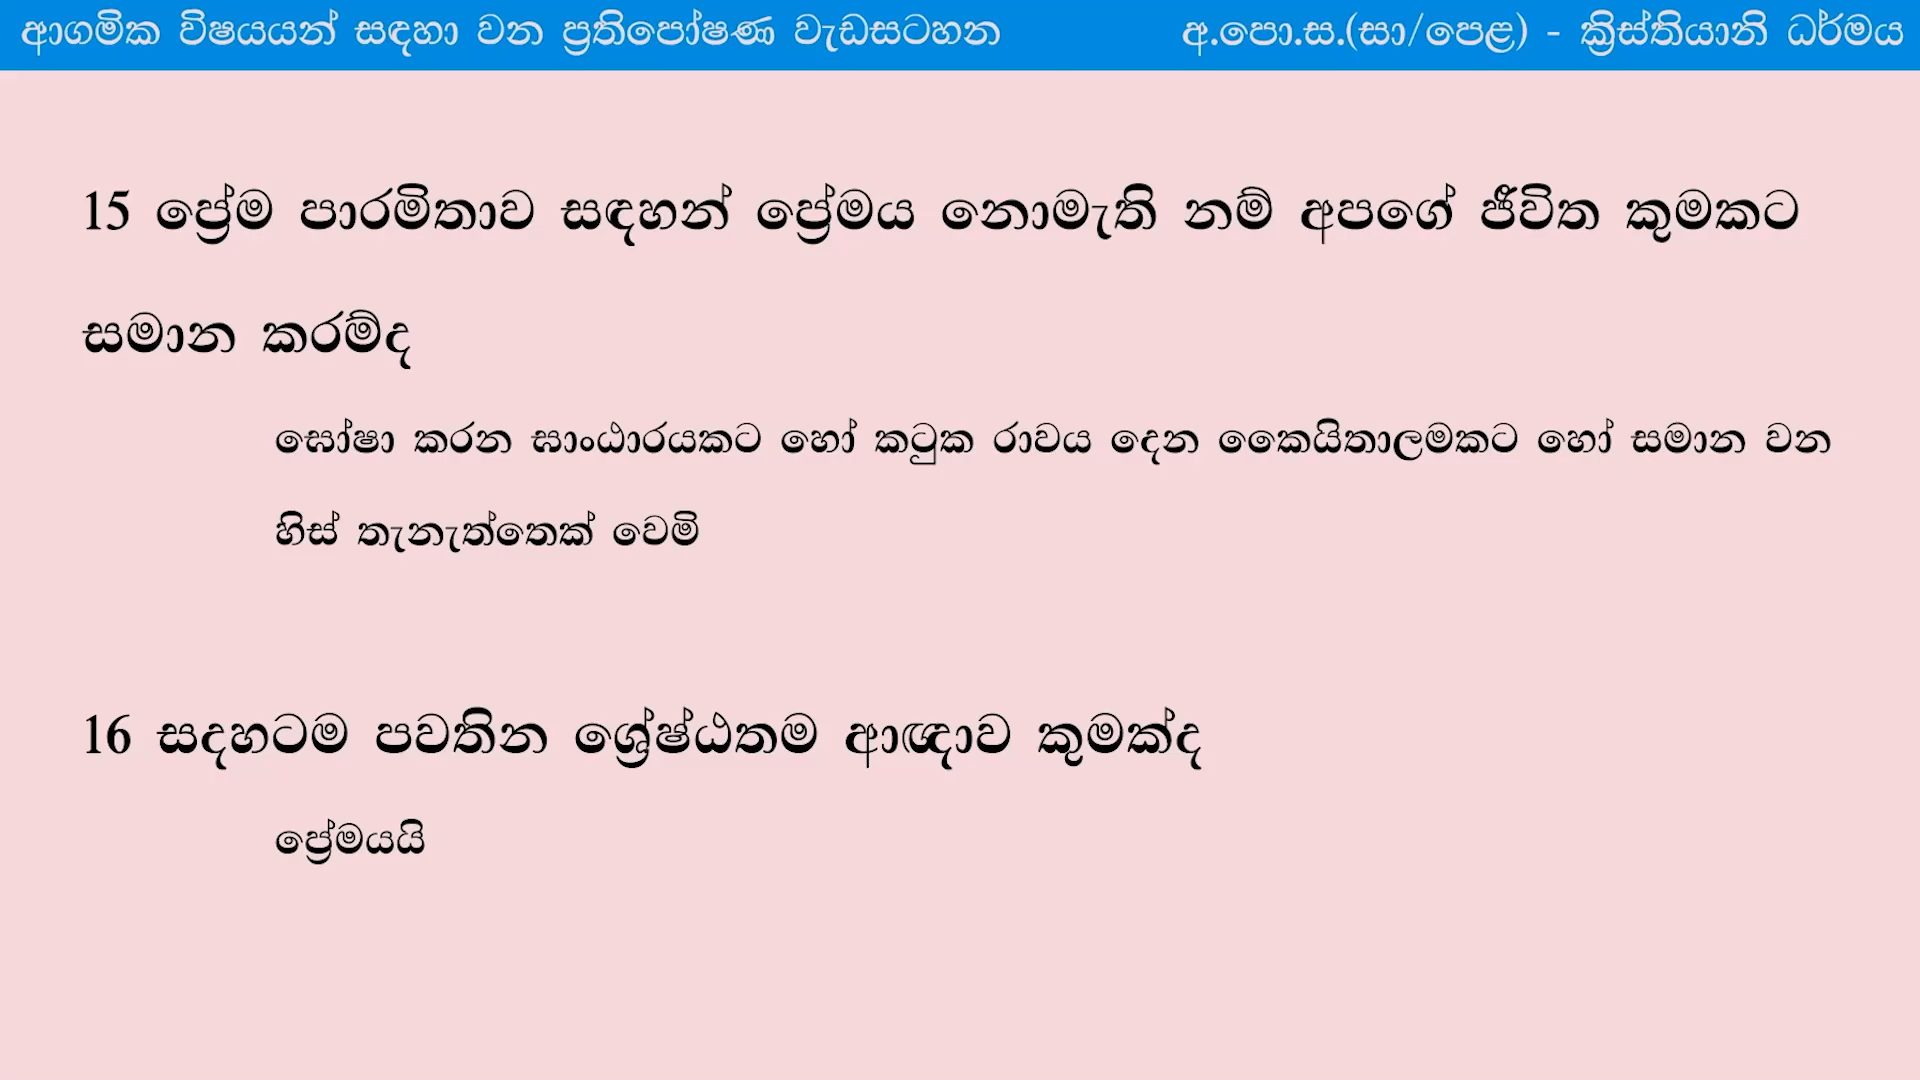 ආගමික විෂයයන් සඳහා වන ප්‍රතිපෝෂණ වැඩසටහන
අ.පො.ස.(සා/පෙළ) - ක්‍රිස්තියානි ධර්මය
15 ප්‍රේම පාරමිතාව සඳහන් ප්‍රේමය නොමැති නම් අපගේ ජීවිත කුමකට
සමාන කරම්ද
ඝෝෂා කරන ඝාංඨාරයකට හෝ කටුක රාවය දෙන කෛයිතාලමකට හෝ සමාන වන
හිස් තැනැත්තෙක් වෙමි
16 සදහටම පවතින ශ්‍රේෂ්ඨතම ආඥාව කුමක්ද
ප්‍රේමයයි